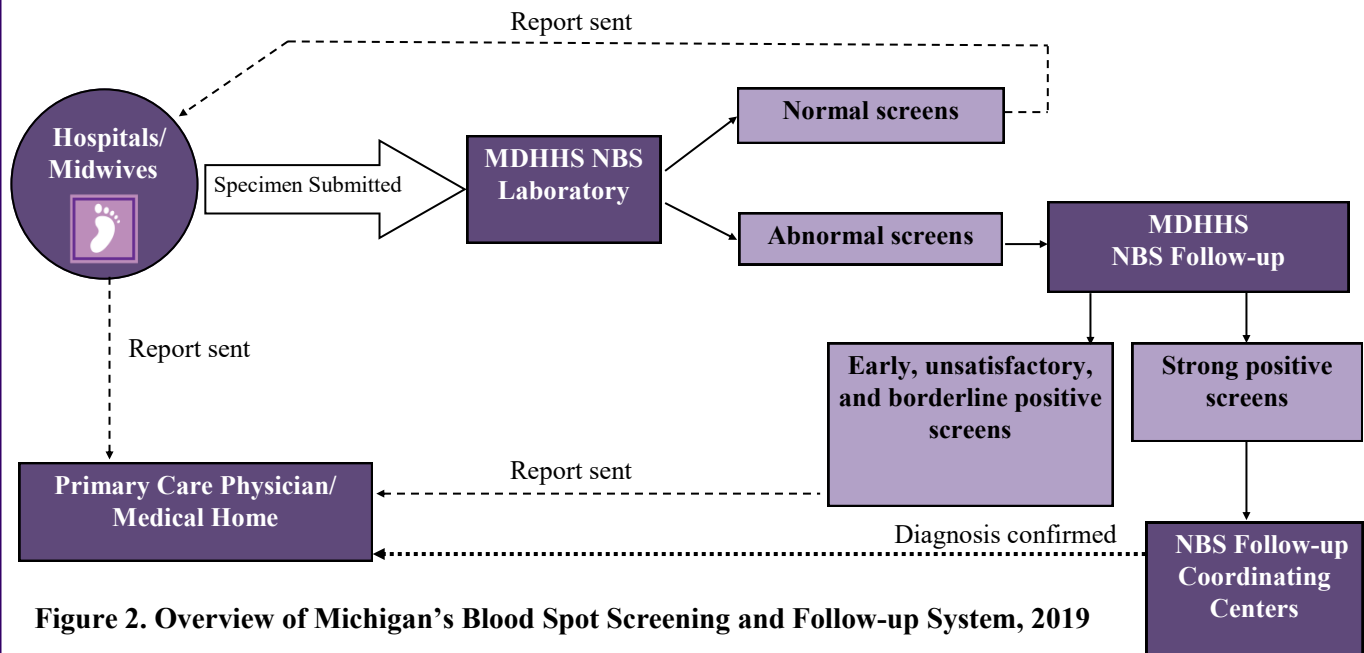 Report sent
Hospitals/
Midwives
Specimen Submitted
MDHHS NBS
Laboratory
Normal screens
Abnormal screens
MDHHS
NBS Follow-up
Report sent
Early, unsatisfactory,
and borderline positive
screens
Strong positive
screens
Primary Care Physician/
Medical Home
Report sent
Diagnosis confirmed
NBS Follow-up
Coordinating
Centers
Figure 2. Overview of Michigan’s Blood Spot Screening and Follow-up System, 2019